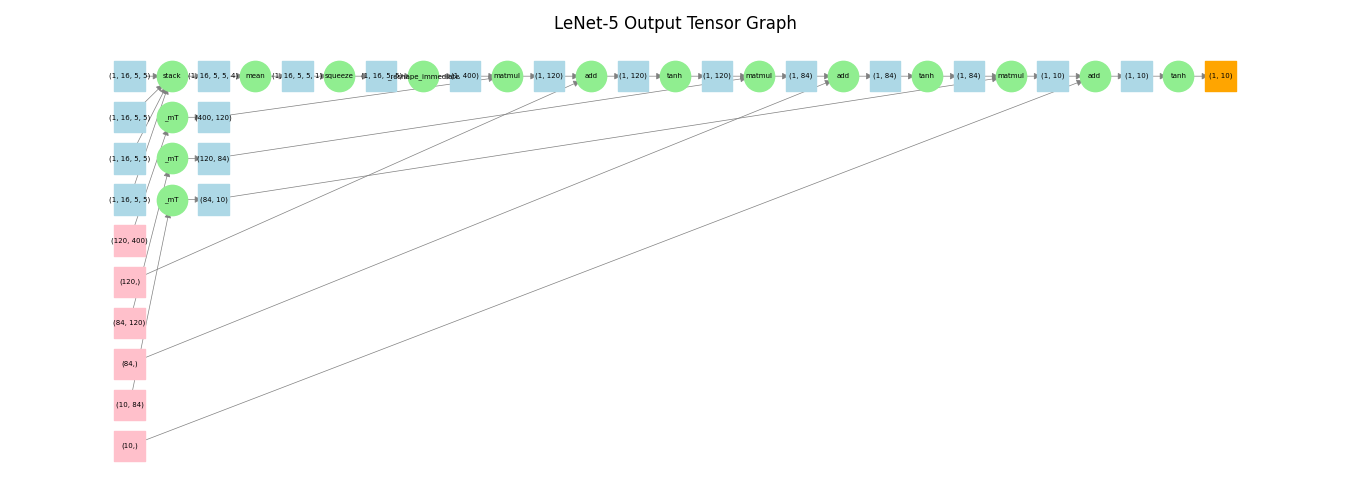 LeNet-5 Output Tensor Graph
(1, 16, 5, 5) stack (1, 16, 5, 5, 4) mean (1, 16, 5, 5, 1) squeeze (1, 16, 5, 5) _reshape_immediate (1, 400) matmul (1, 120) add (1, 120) tanh (1, 120) matmul (1, 84) add (1, 84) tanh (1, 84) matmul (1, 10) add (1, 10) tanh (1, 10)
(1, 16, 5, 5) _mT (400, 120)
(1, 16, 5, 5) _mT (120, 84)
(1, 16, 5, 5) _mT (84, 10)
(120, 400)
(120,)
(84, 120)
(84,)
(10, 84)
(10,)